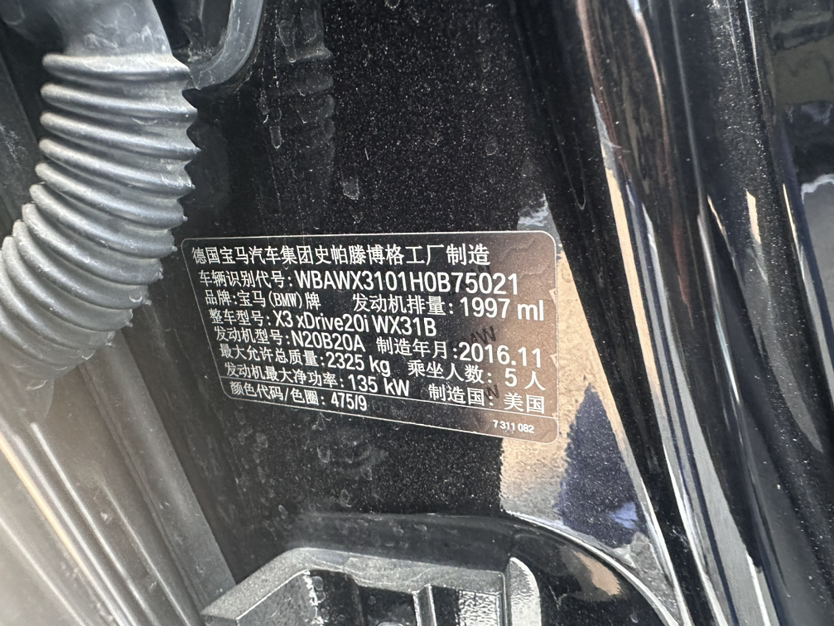 德国宝马汽车集团史帕滕博格工厂制造
车辆识别代号: WBAWX3101H0B75021
品牌: 宝马(BMW)牌 发动机排量: 1997 ml
整车型号: X3 xDrive20i WX31B
发动机型号: N20B20A 制造年月: 2016.11
最大允许总质量: 2325 kg 乘坐人数: 5 人
发动机最大净功率: 135 kW 制造国: 美国
颜色代码/色圈: 475/9
7 311 082